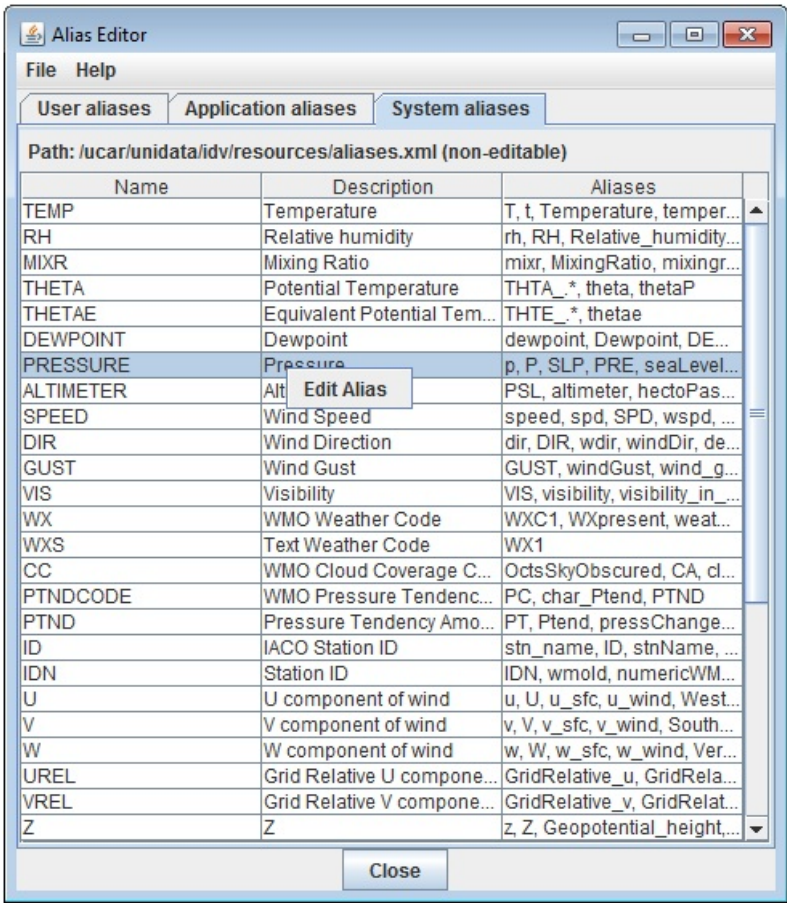 Alias Editor
File Help
User aliases Application aliases System aliases
Path: /ucar/unidata/idv/resources/aliases.xml (non-editable)
Name Description Aliases
TEMP Temperature T, t, Temperature, temper...
RH Relative humidity rh, RH, Relative_humidity...
MIXR Mixing Ratio mixr, MixingRatio, mixingr...
THETA Potential Temperature THTA_.*, theta, thetaP
THETAE Equivalent Potential Tem... THTE_.*, thetae
DEWPOINT Dewpoint dewpoint, Dewpoint, DE...
PRESSURE Pressure p, P, SLP, PRE, seaLevel...
ALTIMETER Alt Edit Alias PSL, altimeter, hectoPas...
SPEED Wind Speed speed, spd, SPD, wspd, ...
DIR Wind Direction dir, DIR, wdir, windDir, de...
GUST Wind Gust GUST, windGust, wind_g...
VIS Visibility VIS, visibility, visibility_in_...
WX WMO Weather Code WXC1, WXpresent, weat...
WXS Text Weather Code WX1
CC WMO Cloud Coverage C... OctsSkyObscured, CA, cl...
PTNDCODE WMO Pressure Tendenc... PC, char_Ptend, PTND
PTND Pressure Tendency Amo... PT, Ptend, pressChange...
ID IACO Station ID stn_name, ID, stnName, ...
IDN Station ID IDN, wmoId, numericWM...
U U component of wind u, U, u_sfc, u_wind, West...
V V component of wind v, V, v_sfc, v_wind, South...
W W component of wind w, W, w_sfc, w_wind, Ver...
UREL Grid Relative U compone... GridRelative_u, GridRela...
VREL Grid Relative V compone... GridRelative_v, GridRelat...
Z Z z, Z, Geopotential_height,...
Close